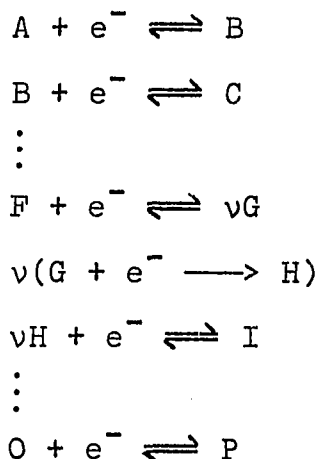 A + e⁻ ⇌ B
B + e⁻ ⇌ C
⋮
F + e⁻ ⇌ νG
ν(G + e⁻ ⟶ H)
νH + e⁻ ⇌ I
⋮
O + e⁻ ⇌ P